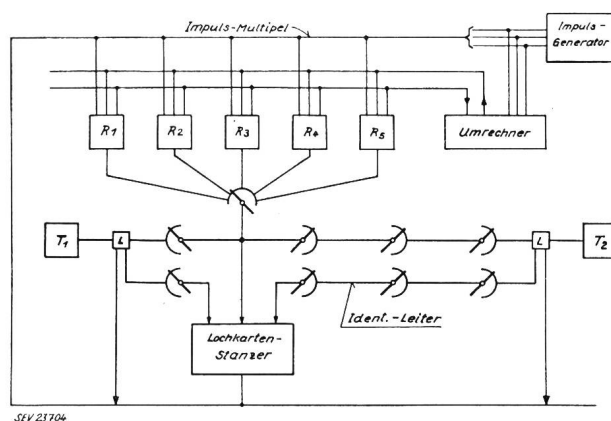 Impuls-Multipel
Impuls-
Generator
R1
R2
R3
R4
R5
Umrechner
T1
L
L
T2
Ident.-Leiter
Lochkarten-
Stanzer
SEV 23704